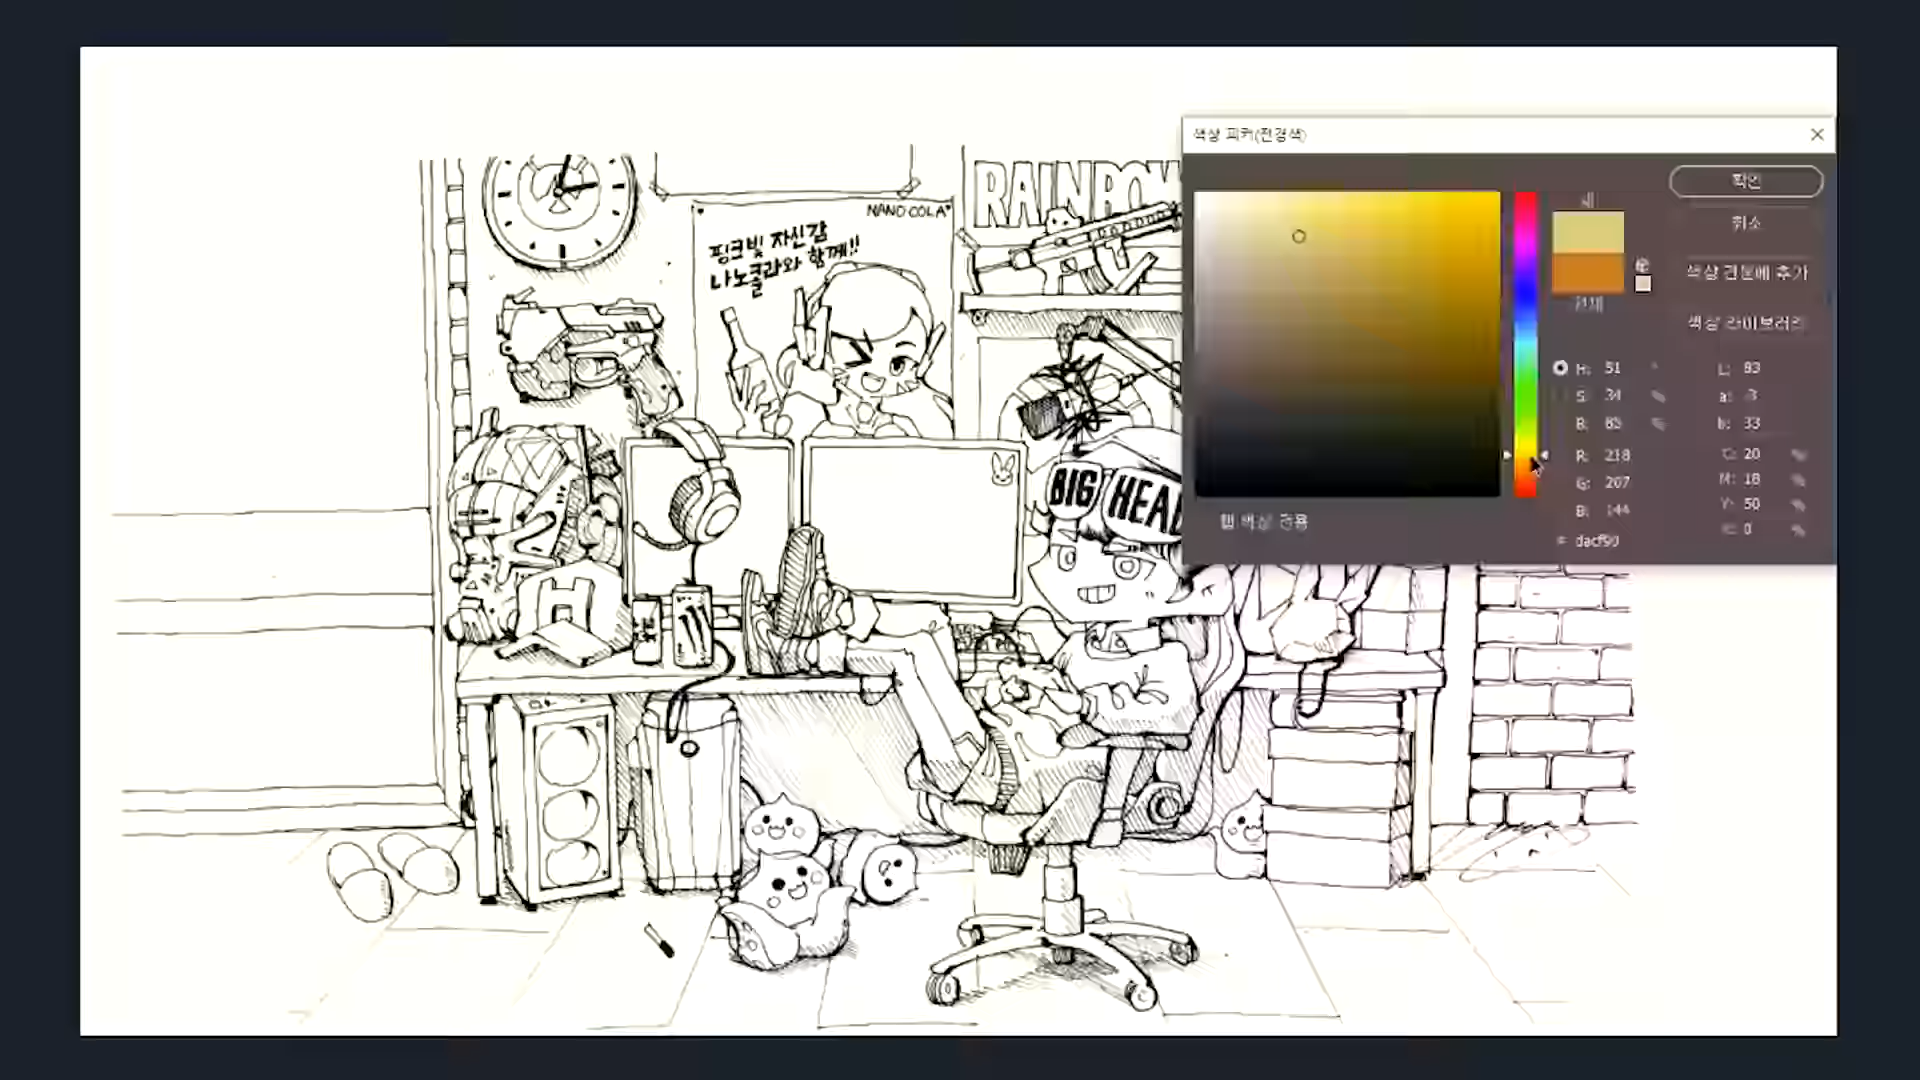 NANO COLA
핑크빛 자신감
나노콜라와 함께!!
RAINBOW
BIG HEAD
H
색상 피커(전경색)
확인
취소
색상 견본에 추가
색상 라이브러리
새
현재
H: 51 °
S: 34 %
B: 85 %
R: 218
G: 207
B: 144
# dacf90
L: 83
a: -3
b: 33
C: 20 %
M: 18 %
Y: 50 %
K: 0 %
웹 색상 전용